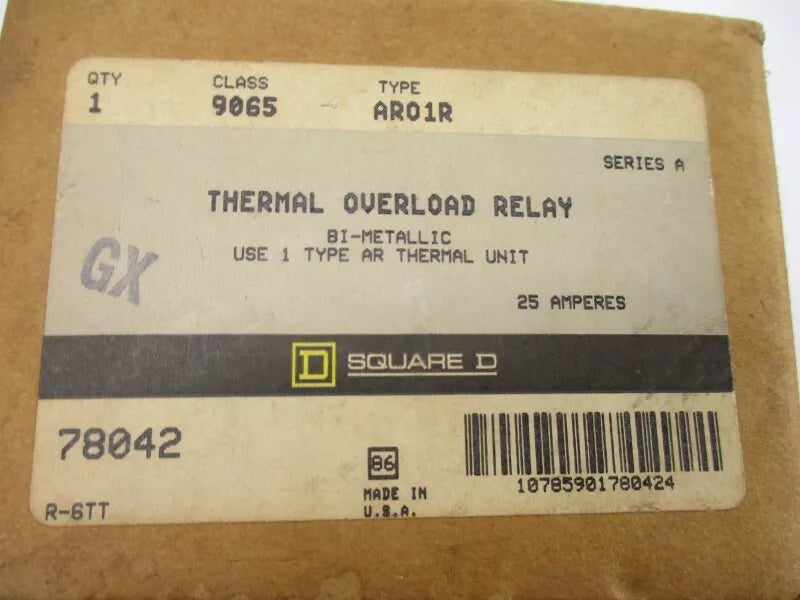 QTY CLASS TYPE
1 9065 ARO1R
SERIES A
THERMAL OVERLOAD RELAY
BI-METALLIC
USE 1 TYPE AR THERMAL UNIT
GX
25 AMPERES
D SQUARE D
78042
86
10785901780424
MADE IN
U.S.A.
R-6TT